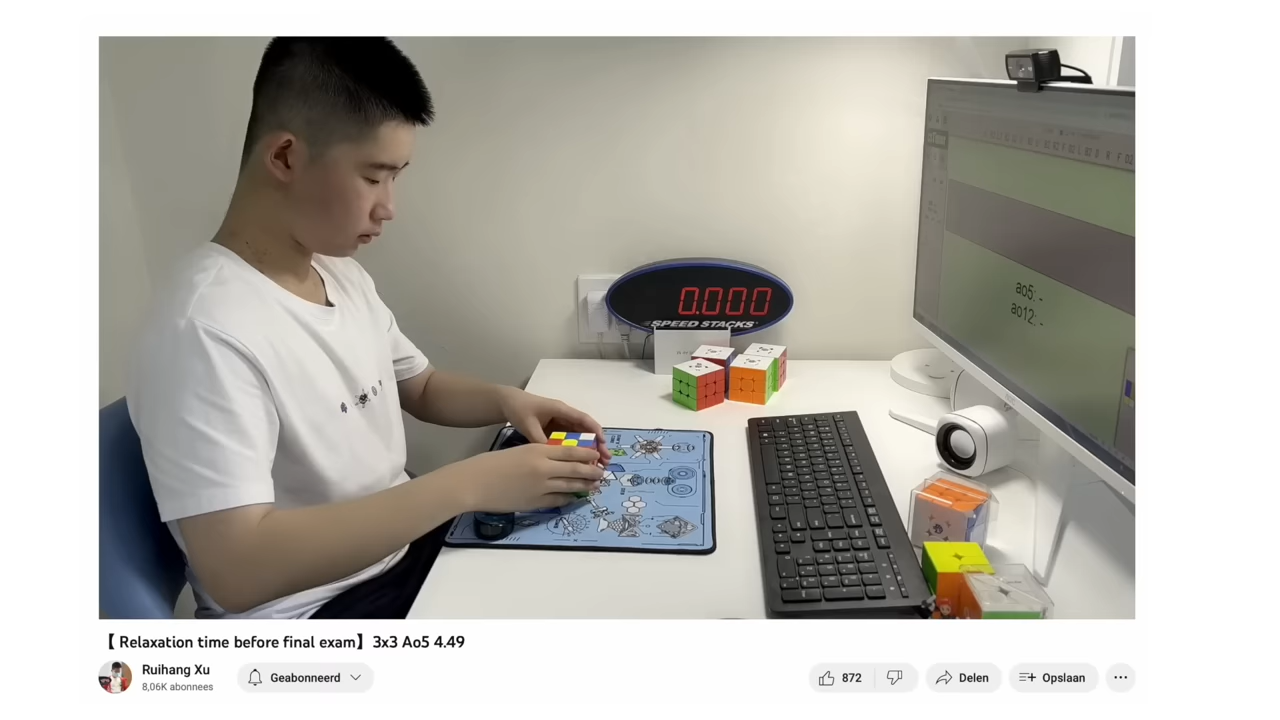 0.000
SPEED STACKS
ao5: -
ao12: -
【 Relaxation time before final exam】3x3 Ao5 4.49
Ruihang Xu
8,06K abonnees
Geabonneerd
872
Delen
Opslaan